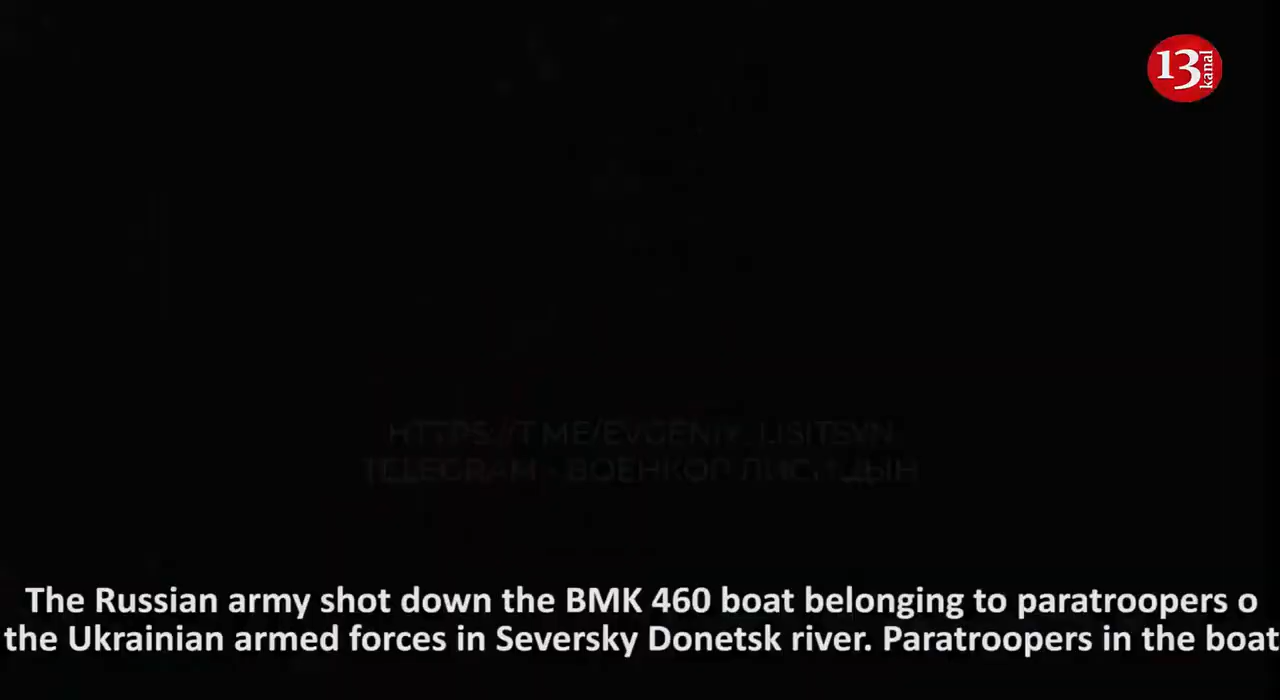 13 kanal
HTTPS://T.ME/EVGENIY_LISITSYN
TELEGRAM - ВОЕНКОР ЛИСИЦЫН
The Russian army shot down the BMK 460 boat belonging to paratroopers o
the Ukrainian armed forces in Seversky Donetsk river. Paratroopers in the boat